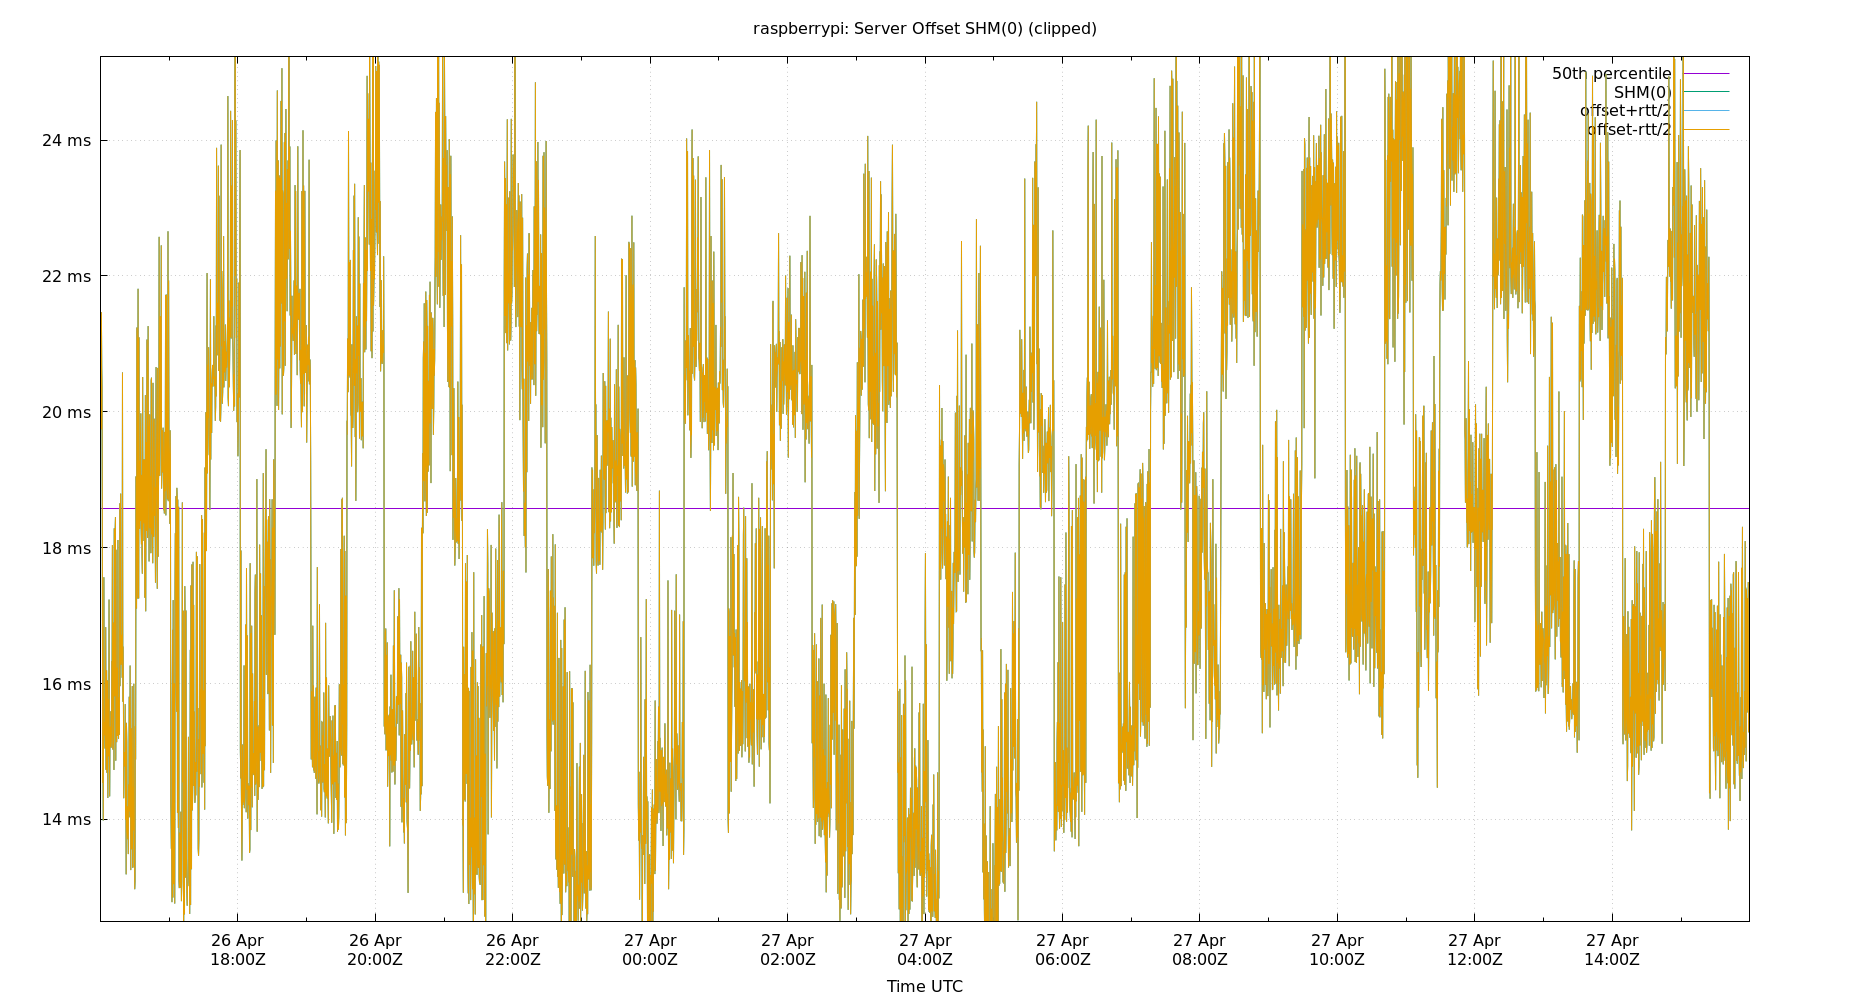 raspberrypi: Server Offset SHM(0) (clipped)
50th percentile
SHM(0)
offset+rtt/2
offset-rtt/2
24 ms
22 ms
20 ms
18 ms
16 ms
14 ms
26 Apr 26 Apr 26 Apr 27 Apr 27 Apr 27 Apr 27 Apr 27 Apr 27 Apr 27 Apr 27 Apr
18:00Z 20:00Z 22:00Z 00:00Z 02:00Z 04:00Z 06:00Z 08:00Z 10:00Z 12:00Z 14:00Z
Time UTC